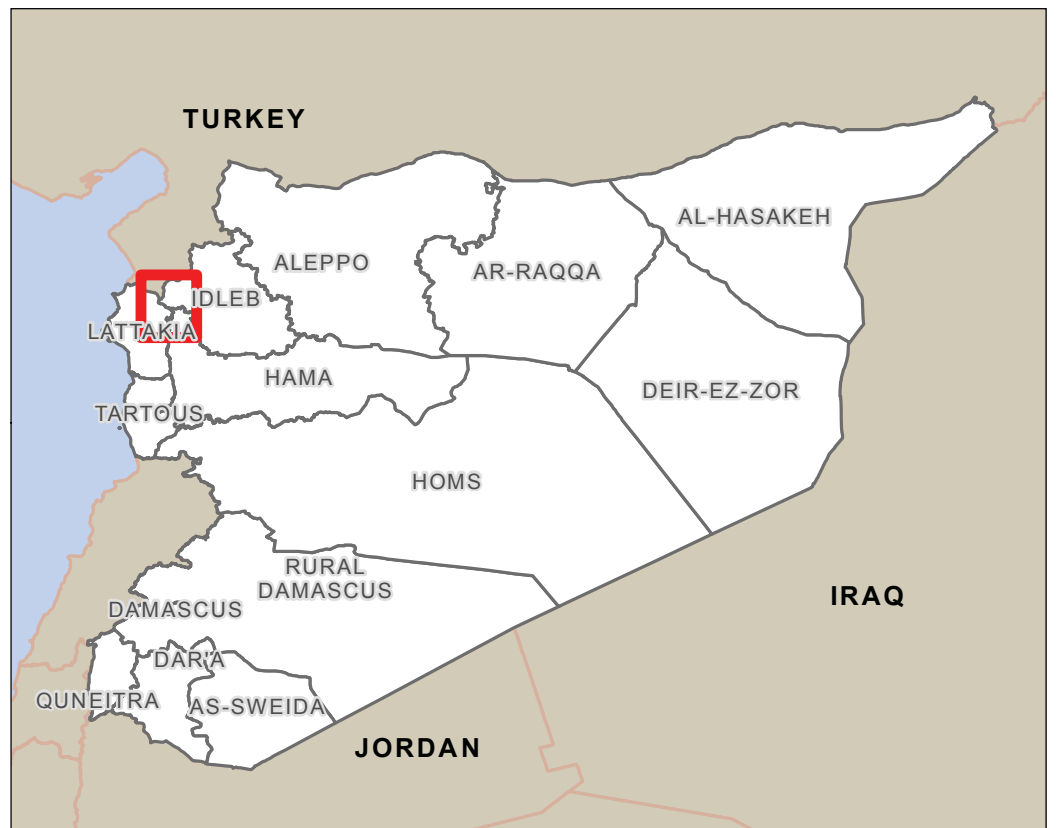 TURKEY
AL-HASAKEH
ALEPPO
AR-RAQQA
IDLEB
LATTAKIA
HAMA
DEIR-EZ-ZOR
TARTOUS
HOMS
RURAL
DAMASCUS
DAMASCUS
IRAQ
DAR'A
QUNEITRA
AS-SWEIDA
JORDAN